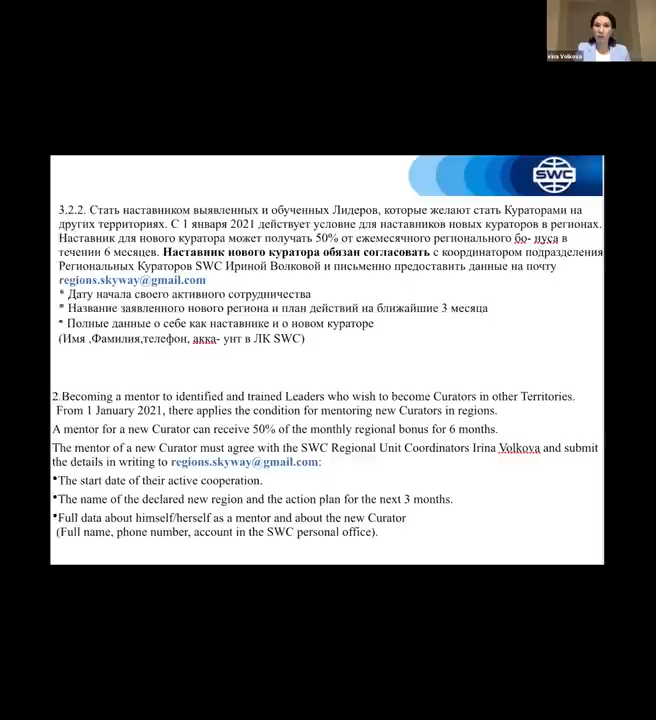 Irina Volkova
SWC
3.2.2. Стать наставником выявленных и обученных Лидеров, которые желают стать Кураторами на
других территориях. С 1 января 2021 действует условие для наставников новых кураторов в регионах.
Наставник для нового куратора может получать 50% от ежемесячного регионального бо- нуса в
течении 6 месяцев. Наставник нового куратора обязан согласовать с координатором подразделения
Региональных Кураторов SWC Ириной Волковой и письменно предоставить данные на почту
regions.skyway@gmail.com
* Дату начала своего активного сотрудничества
* Название заявленного нового региона и план действий на ближайшие 3 месяца
* Полные данные о себе как наставнике и о новом кураторе
(Имя ,Фамилия,телефон, акка- унт в ЛК SWC)
2.Becoming a mentor to identified and trained Leaders who wish to become Curators in other Territories.
From 1 January 2021, there applies the condition for mentoring new Curators in regions.
A mentor for a new Curator can receive 50% of the monthly regional bonus for 6 months.
The mentor of a new Curator must agree with the SWC Regional Unit Coordinators Irina Volkova and submit
the details in writing to regions.skyway@gmail.com:
•The start date of their active cooperation.
•The name of the declared new region and the action plan for the next 3 months.
•Full data about himself/herself as a mentor and about the new Curator
(Full name, phone number, account in the SWC personal office).